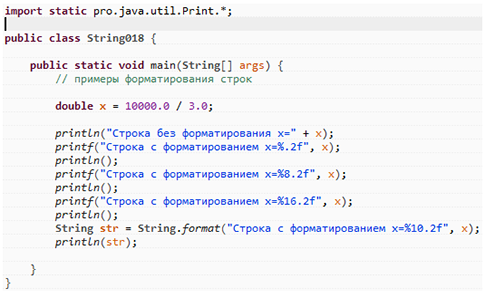 import static pro.java.util.Print.*;
public class String018 {
public static void main(String[] args) {
// примеры форматирования строк
double x = 10000.0 / 3.0;
println("Строка без форматирования x=" + x);
printf("Строка с форматированием x=%.2f", x);
println();
printf("Строка с форматированием x=%8.2f", x);
println();
printf("Строка с форматированием x=%16.2f", x);
println();
String str = String.format("Строка с форматированием x=%10.2f", x);
println(str);
}
}